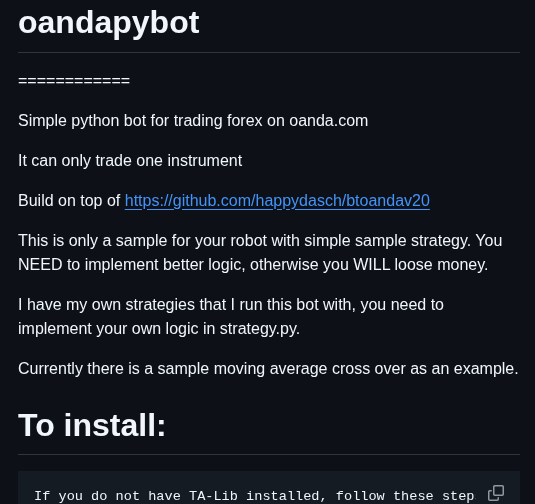 oandapybot
============
Simple python bot for trading forex on oanda.com
It can only trade one instrument
Build on top of https://github.com/happydasch/btoandav20
This is only a sample for your robot with simple sample strategy. You
NEED to implement better logic, otherwise you WILL loose money.
I have my own strategies that I run this bot with, you need to
implement your own logic in strategy.py.
Currently there is a sample moving average cross over as an example.
To install:
If you do not have TA-Lib installed, follow these step